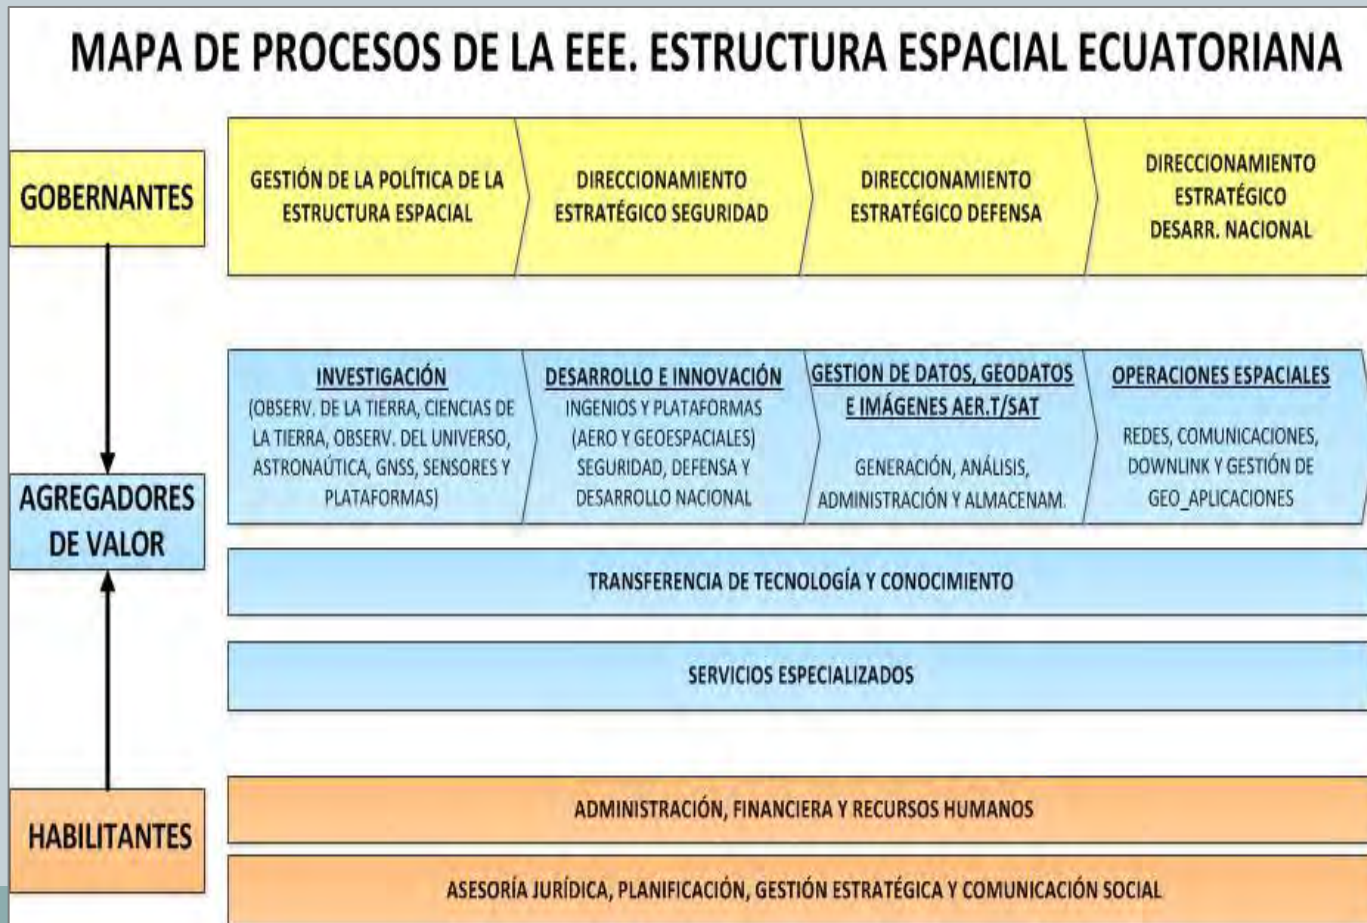 MAPA DE PROCESOS DE LA EEE. ESTRUCTURA ESPACIAL ECUATORIANA
GOBERNANTES
GESTIÓN DE LA POLÍTICA DE LA
ESTRUCTURA ESPACIAL
DIRECCIONAMIENTO
ESTRATÉGICO SEGURIDAD
DIRECCIONAMIENTO
ESTRATÉGICO DEFENSA
DIRECCIONAMIENTO
ESTRATÉGICO
DESARR. NACIONAL
AGREGADORES
DE VALOR
INVESTIGACIÓN
(OBSERV. DE LA TIERRA, CIENCIAS DE
LA TIERRA, OBSERV. DEL UNIVERSO,
ASTRONAÚTICA, GNSS, SENSORES Y
PLATAFORMAS)
DESARROLLO E INNOVACIÓN
INGENIOS Y PLATAFORMAS
(AERO Y GEOESPACIALES)
SEGURIDAD, DEFENSA Y
DESARROLLO NACIONAL
GESTION DE DATOS, GEODATOS
E IMÁGENES AER.T/SAT
GENERACIÓN, ANÁLISIS,
ADMINISTRACIÓN Y ALMACENAM.
OPERACIONES ESPACIALES
REDES, COMUNICACIONES,
DOWNLINK Y GESTIÓN DE
GEO_APLICACIONES
TRANSFERENCIA DE TECNOLOGÍA Y CONOCIMIENTO
SERVICIOS ESPECIALIZADOS
HABILITANTES
ADMINISTRACIÓN, FINANCIERA Y RECURSOS HUMANOS
ASESORÍA JURÍDICA, PLANIFICACIÓN, GESTIÓN ESTRATÉGICA Y COMUNICACIÓN SOCIAL